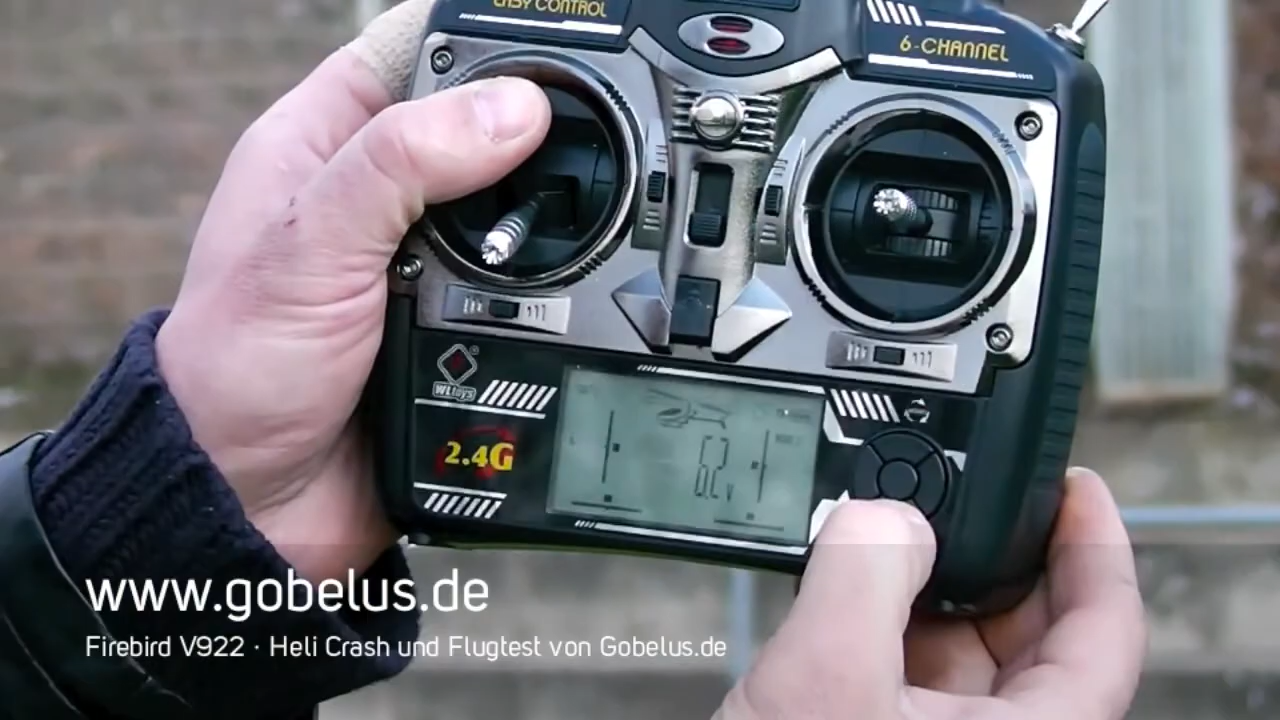 EASY CONTROL
6-CHANNEL
WLtoys
2.4G
6.2 V
www.gobelus.de
Firebird V922 · Heli Crash und Flugtest von Gobelus.de